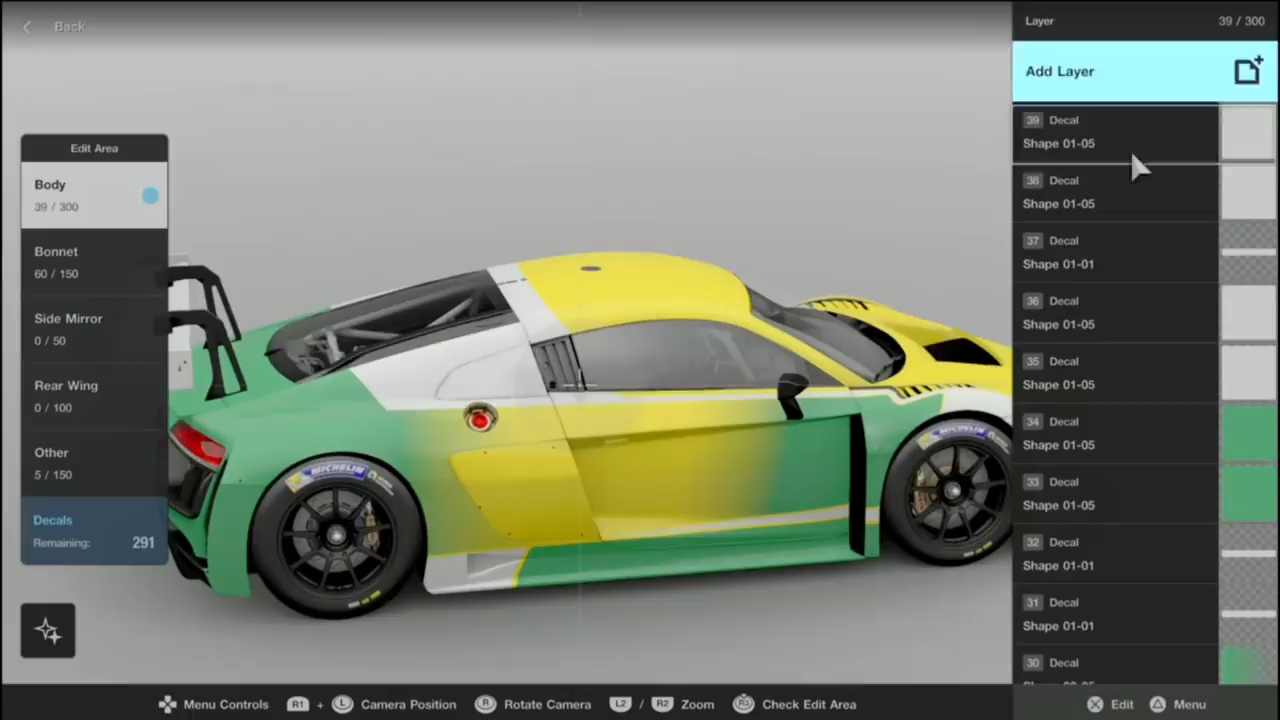 Back
Edit Area
Body
39 / 300
Bonnet
60 / 150
Side Mirror
0 / 50
Rear Wing
0 / 100
Other
5 / 150
Decals
Remaining: 291
MICHELIN
MICHELIN
Layer 39 / 300
Add Layer
39 Decal
Shape 01-05
38 Decal
Shape 01-05
37 Decal
Shape 01-01
36 Decal
Shape 01-05
35 Decal
Shape 01-05
34 Decal
Shape 01-05
33 Decal
Shape 01-05
32 Decal
Shape 01-01
31 Decal
Shape 01-01
30 Decal
Menu Controls R1 + L Camera Position R Rotate Camera L2 / R2 Zoom R3 Check Edit Area Edit Menu